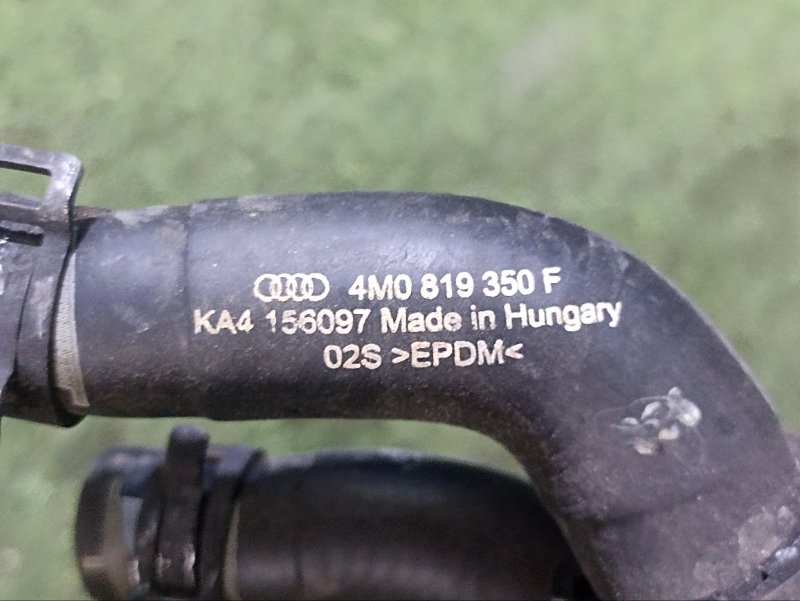 4M0 819 350 F
KA4 156097 Made in Hungary
02S >EPDM<